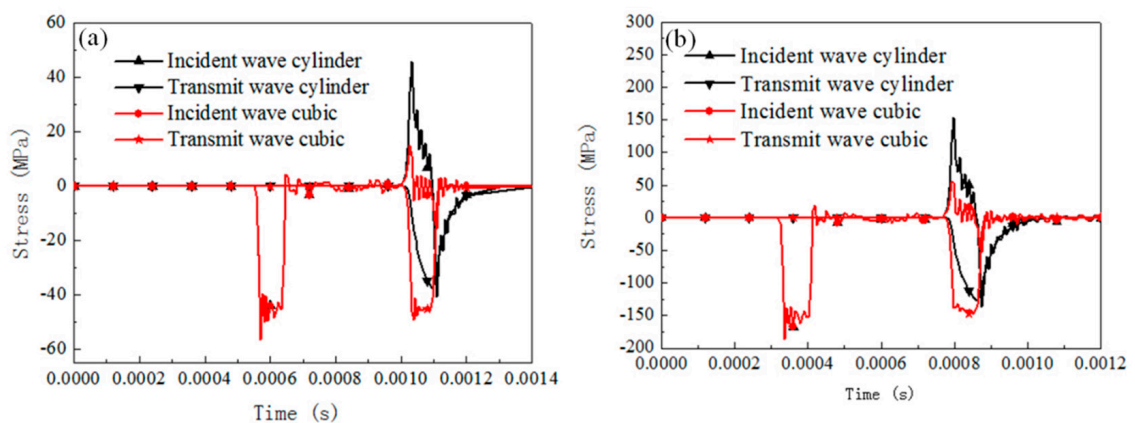 (a)
Incident wave cylinder
Transmit wave cylinder
Incident wave cubic
Transmit wave cubic
Stress (MPa)
60
40
20
0
-20
-40
-60
0.0000 0.0002 0.0004 0.0006 0.0008 0.0010 0.0012 0.0014
Time (s)
(b)
Incident wave cylinder
Transmit wave cylinder
Incident wave cubic
Transmit wave cubic
Stress (MPa)
300
250
200
150
100
50
0
-50
-100
-150
-200
0.0000 0.0002 0.0004 0.0006 0.0008 0.0010 0.0012
Time (s)